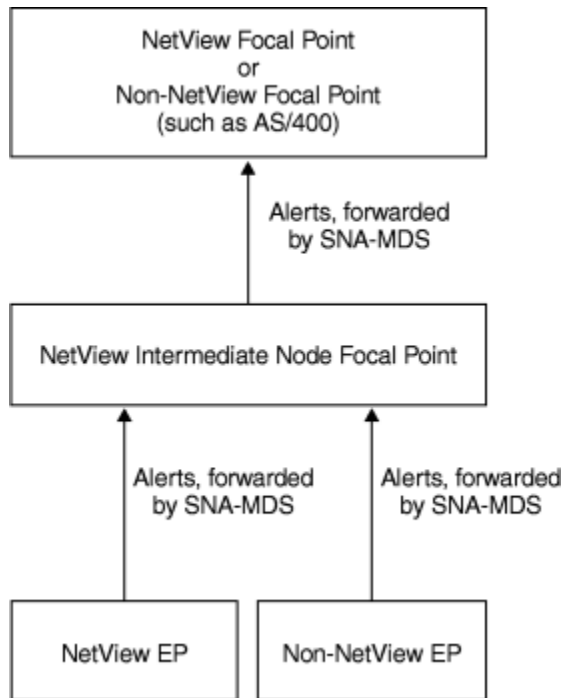 NetView Focal Point
or
Non-NetView Focal Point
(such as AS/400)
Alerts, forwarded
by SNA-MDS
NetView Intermediate Node Focal Point
Alerts, forwarded
by SNA-MDS
Alerts, forwarded
by SNA-MDS
NetView EP
Non-NetView EP